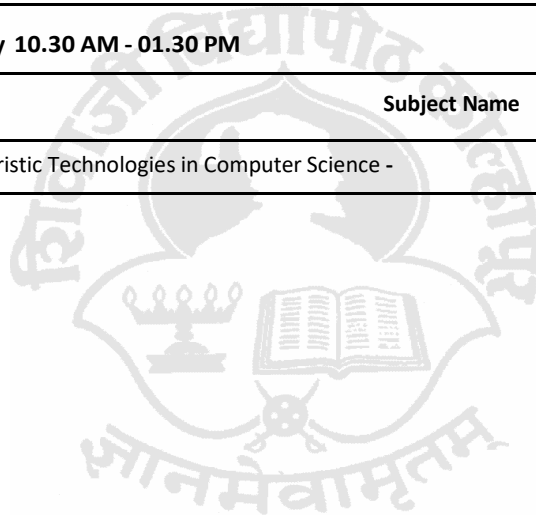 y 10.30 AM - 01.30 PM
Subject Name
ristic Technologies in Computer Science -
शिवाजी विद्यापीठ कोल्हापूर
ज्ञानमेवामृतम्